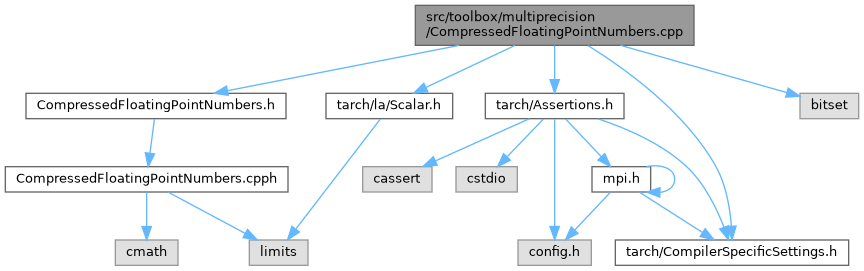 src/toolbox/multiprecision
/CompressedFloatingPointNumbers.cpp
CompressedFloatingPointNumbers.h
tarch/la/Scalar.h
tarch/Assertions.h
bitset
CompressedFloatingPointNumbers.cpph
cassert
cstdio
mpi.h
cmath
limits
config.h
tarch/CompilerSpecificSettings.h